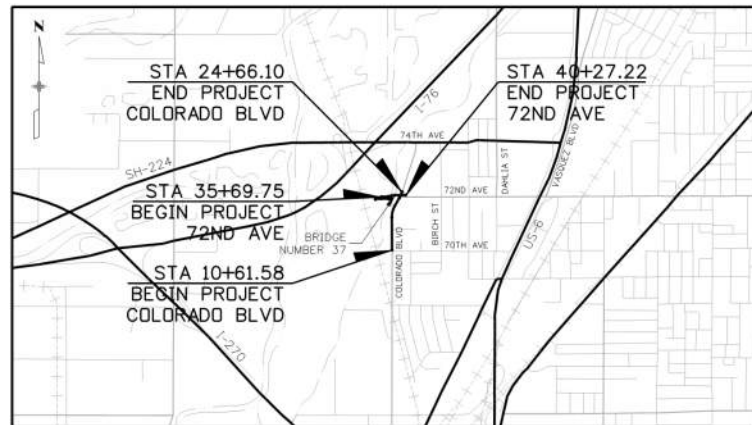 N
STA 24+66.10
END PROJECT
COLORADO BLVD
STA 40+27.22
END PROJECT
72ND AVE
I-76
74TH AVE
SH-224
DAHLIA ST
VASQUEZ BLVD
STA 35+69.75
BEGIN PROJECT
72ND AVE
72ND AVE
BRIDGE
NUMBER 37
COLORADO BLVD
BIRCH ST
70TH AVE
US-6
STA 10+61.58
BEGIN PROJECT
COLORADO BLVD
I-270